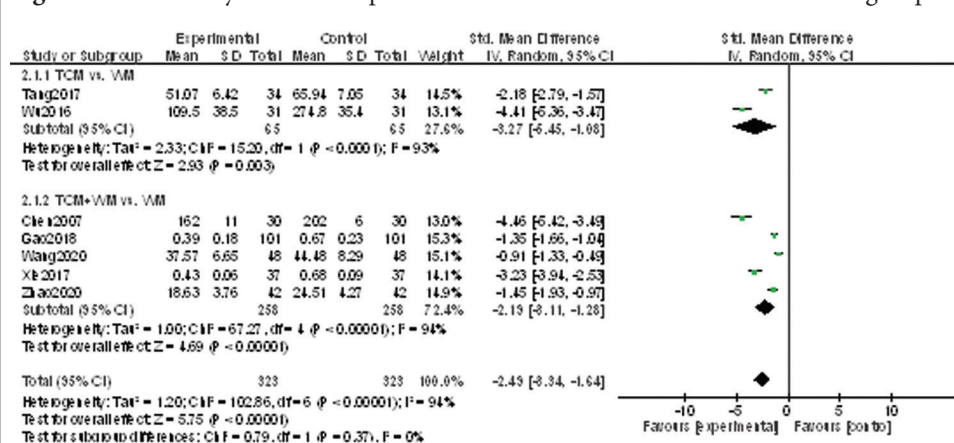 Experimental Control Std. Mean Difference Std. Mean Difference
Study or Subgroup Mean SD Total Mean SD Total Weight IV, Random, 95% CI IV, Random, 95% CI
2.1.1 TCM vs. WM
Tang2017 51.07 6.42 34 65.94 7.05 34 14.5% -2.18 [-2.79, -1.57]
Wu2016 109.5 38.5 31 274.8 35.4 31 13.1% -4.41 [-5.36, -3.47]
Subtotal (95% CI) 65 65 27.6% -3.27 [-5.45, -1.08]
Heterogeneity: Tau² = 2.33; Chi² = 15.20, df = 1 (P < 0.0001); I² = 93%
Test for overall effect: Z = 2.93 (P = 0.003)
2.1.2 TCM+WM vs. WM
Chen2007 162 11 30 202 6 30 13.0% -4.46 [-5.42, -3.49]
Gao2018 0.39 0.18 101 0.67 0.23 101 15.3% -1.35 [-1.66, -1.04]
Wang2020 37.57 6.65 48 44.48 8.29 48 15.1% -0.91 [-1.33, -0.49]
Xie2017 0.43 0.06 37 0.68 0.09 37 14.1% -3.23 [-3.94, -2.53]
Zhao2020 18.63 3.76 42 24.51 4.27 42 14.9% -1.45 [-1.93, -0.97]
Subtotal (95% CI) 258 258 72.4% -2.19 [-3.11, -1.28]
Heterogeneity: Tau² = 1.00; Chi² = 67.27, df = 4 (P < 0.00001); I² = 94%
Test for overall effect: Z = 4.69 (P < 0.00001)
Total (95% CI) 323 323 100.0% -2.49 [-3.34, -1.64]
Heterogeneity: Tau² = 1.20; Chi² = 102.86, df = 6 (P < 0.00001); I² = 94%
Test for overall effect: Z = 5.75 (P < 0.00001)
Test for subgroup differences: Chi² = 0.79, df = 1 (P = 0.37), I² = 0%
-10 -5 0 5 10
Favours [experimental] Favours [control]